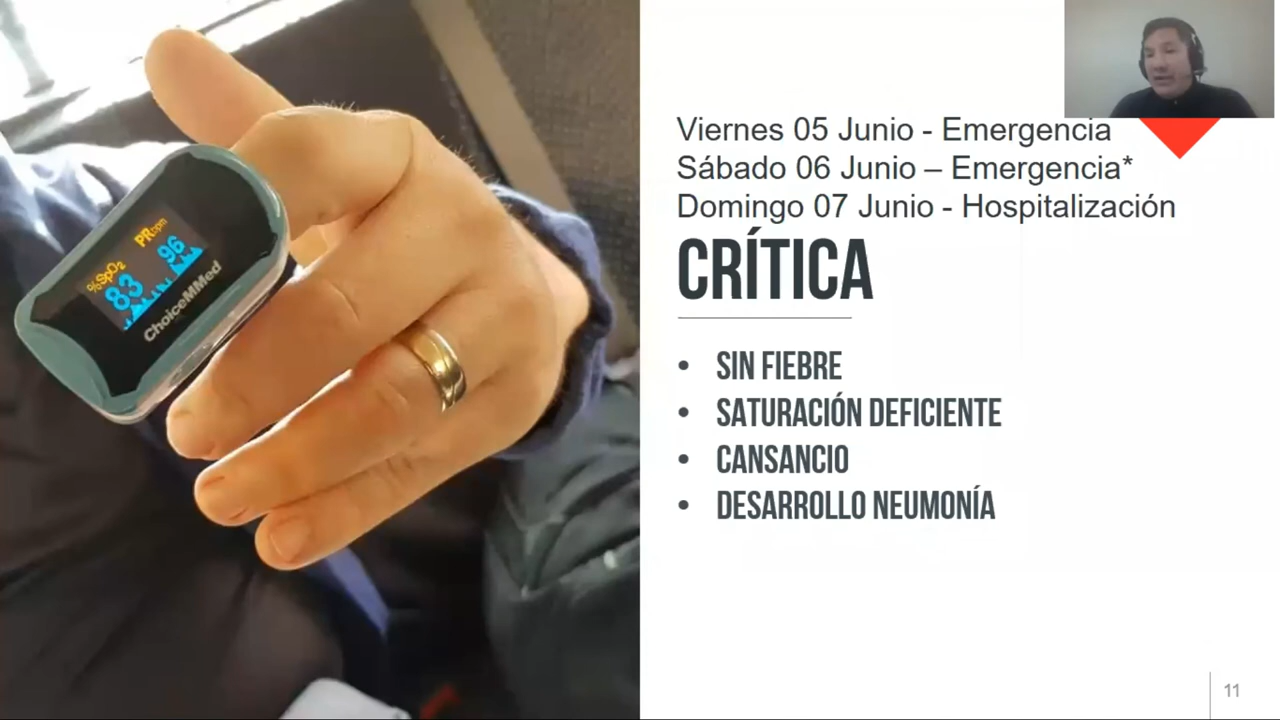 %SpO2
PRbpm
83
96
ChoiceMMed
Viernes 05 Junio - Emergencia
Sábado 06 Junio – Emergencia*
Domingo 07 Junio - Hospitalización
CRÍTICA
• SIN FIEBRE
• SATURACIÓN DEFICIENTE
• CANSANCIO
• DESARROLLO NEUMONÍA
11